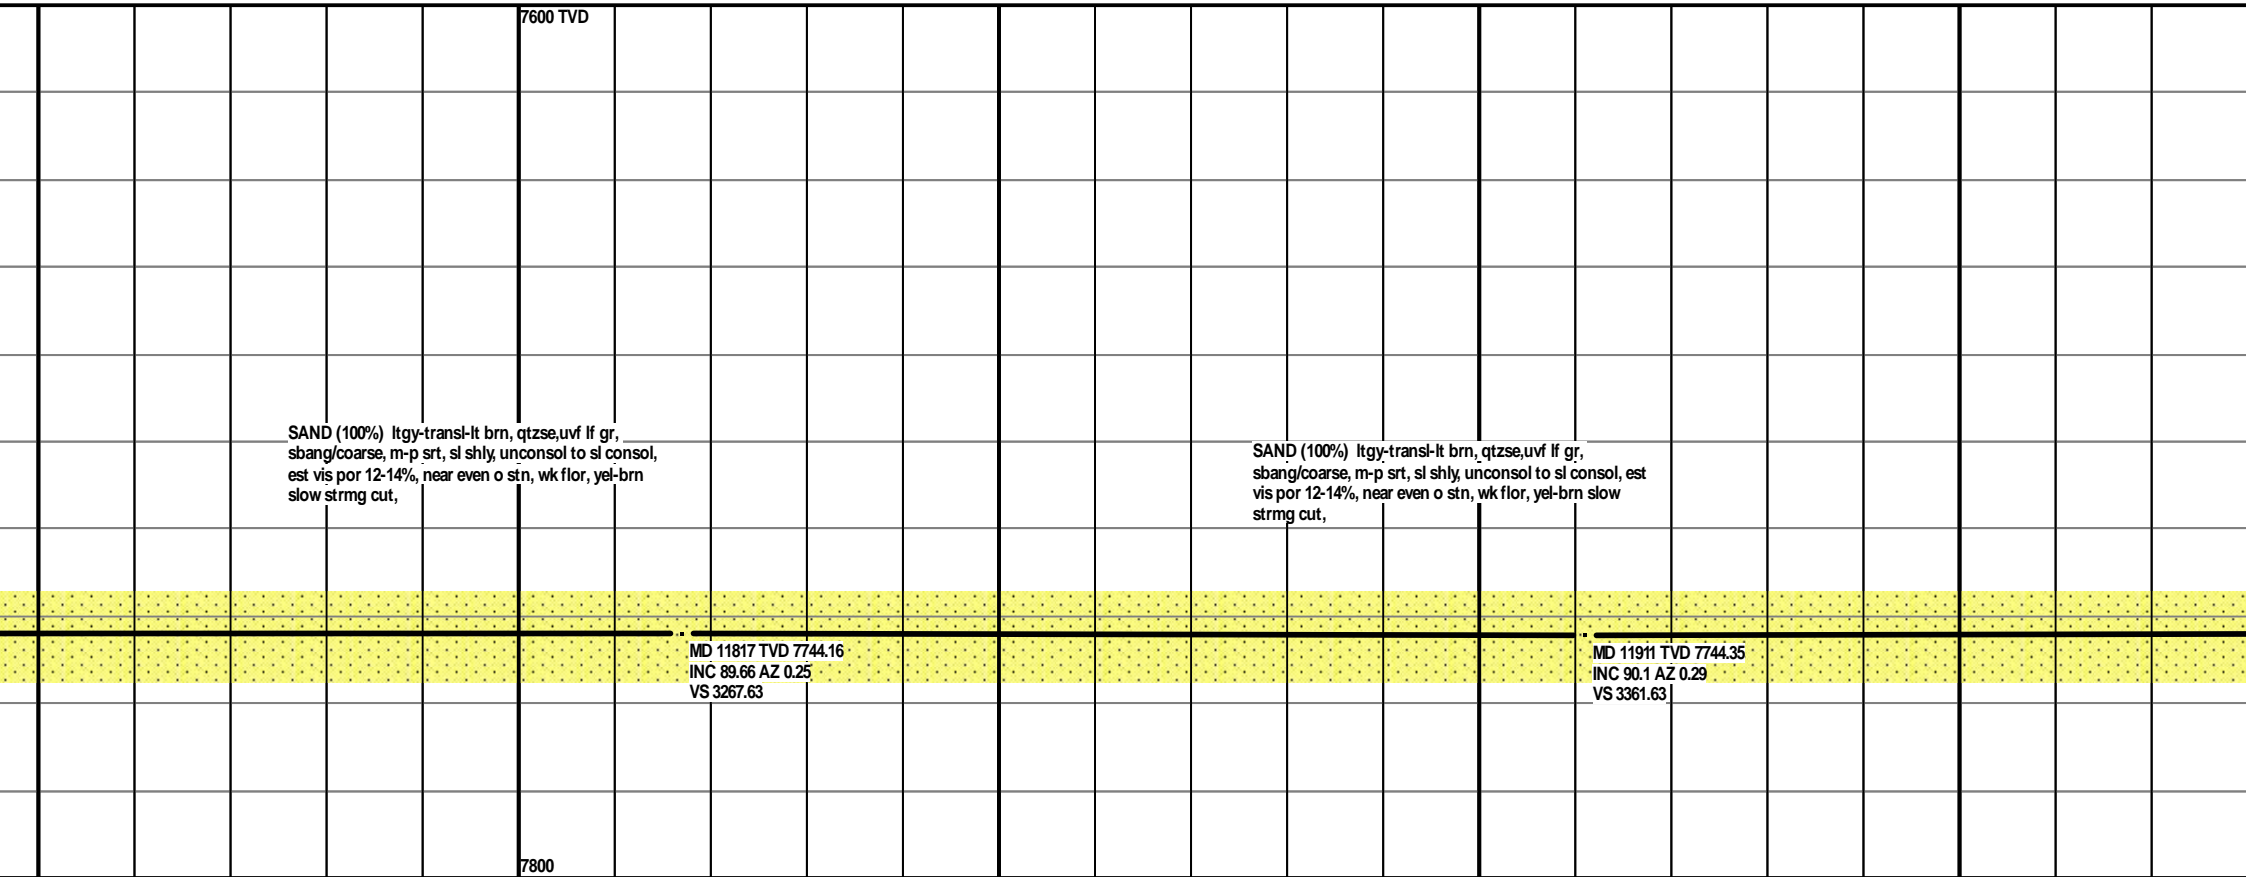 7600 TVD
SAND (100%) ltgy-transl-lt brn, qtzse,uvf lf gr,
sbang/coarse, m-p srt, sl shly, unconsol to sl consol,
est vis por 12-14%, near even o stn, wk flor, yel-brn
slow strmg cut,
SAND (100%) ltgy-transl-lt brn, qtzse,uvf lf gr,
sbang/coarse, m-p srt, sl shly, unconsol to sl consol, est
vis por 12-14%, near even o stn, wk flor, yel-brn slow
strmg cut,
MD 11817 TVD 7744.16
INC 89.66 AZ 0.25
VS 3267.63
MD 11911 TVD 7744.35
INC 90.1 AZ 0.29
VS 3361.63
7800